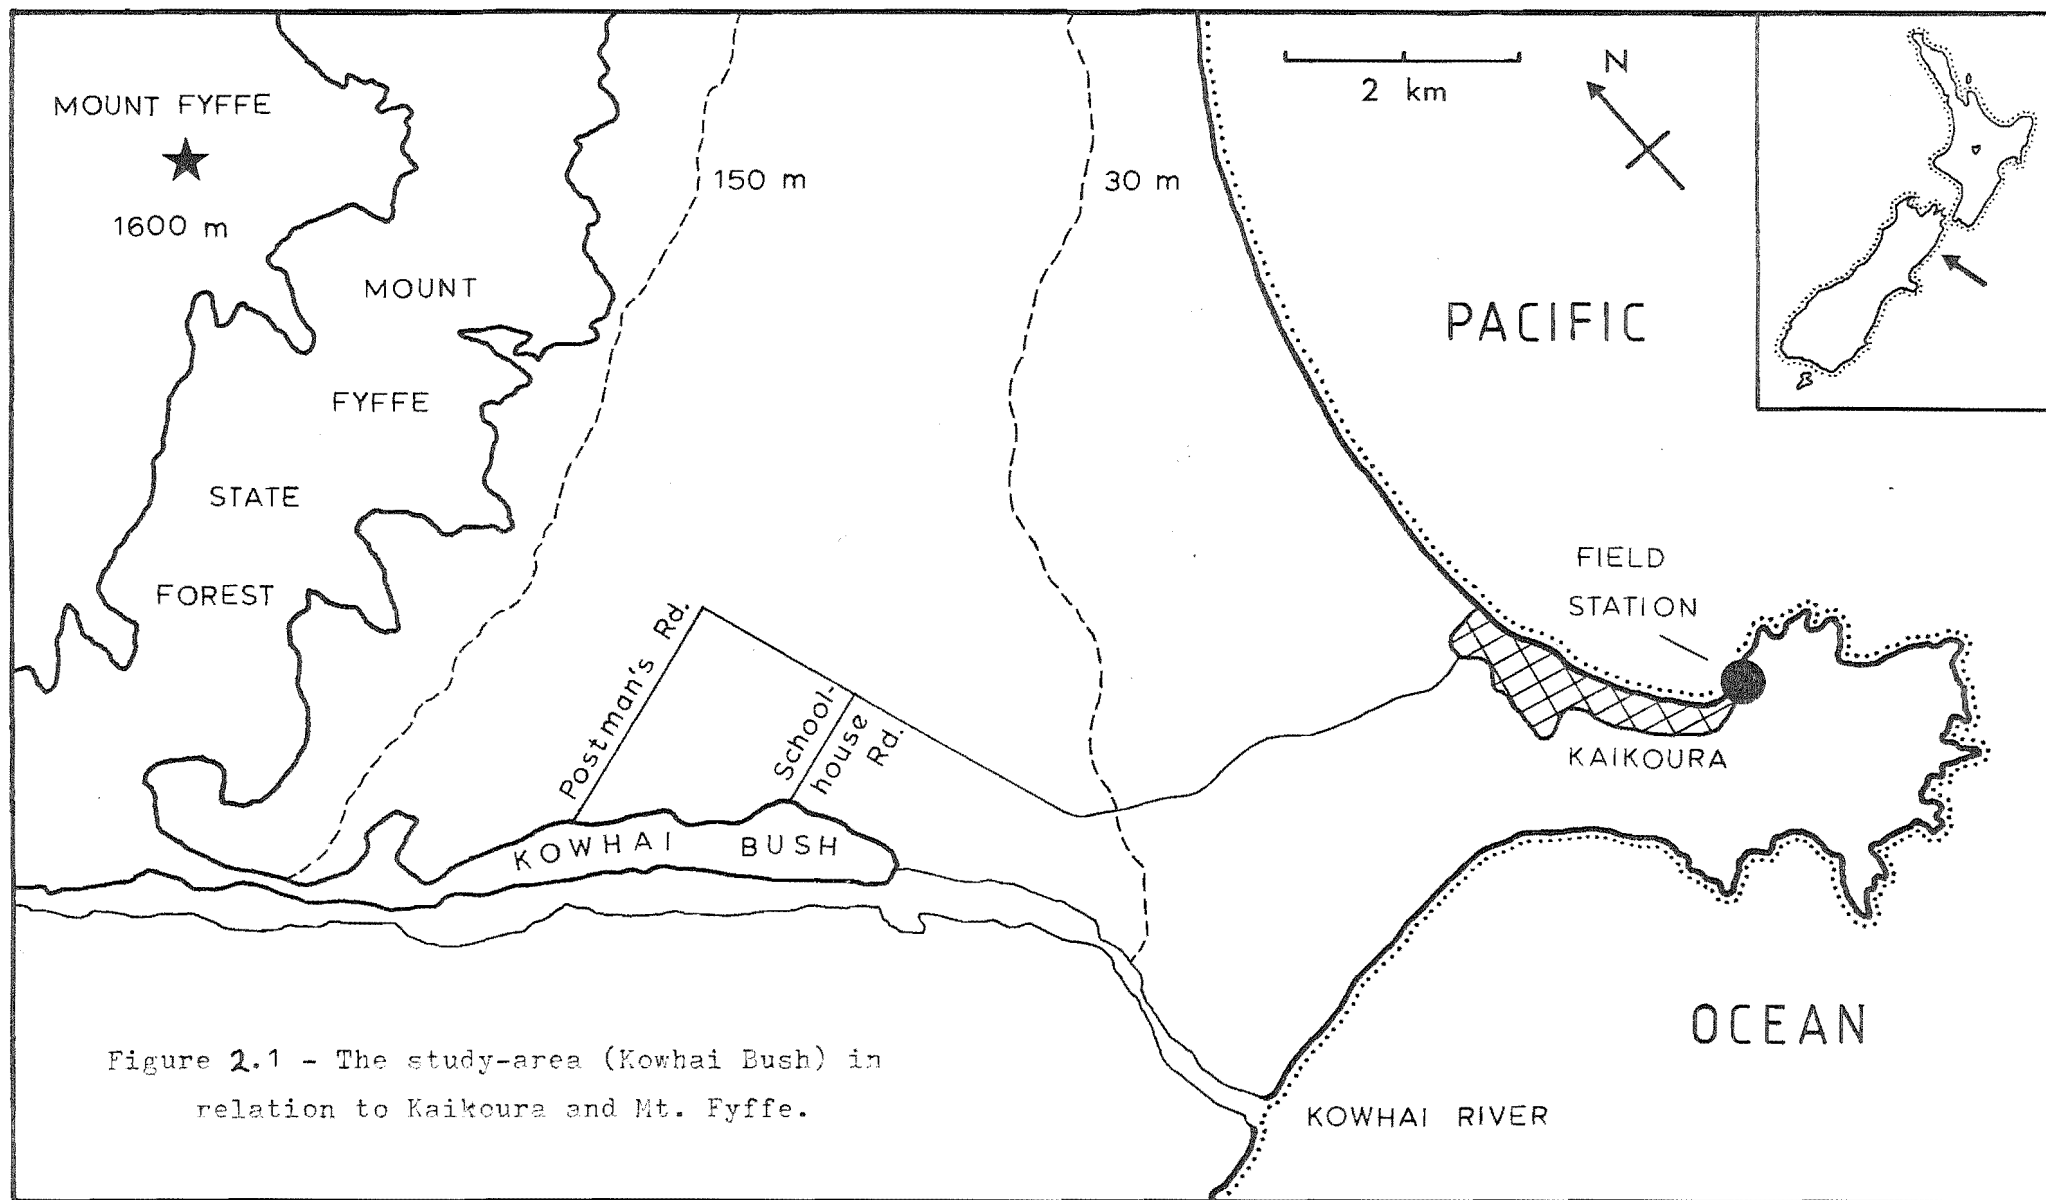 MOUNT FYFFE
1600 m
MOUNT
FYFFE
STATE
FOREST
150 m
30 m
2 km
N
PACIFIC
FIELD
STATION
KAIKOURA
Postman's Rd.
School-
house
Rd.
KOWHAI BUSH
OCEAN
KOWHAI RIVER
Figure 2.1 - The study-area (Kowhai Bush) in
relation to Kaikoura and Mt. Fyffe.